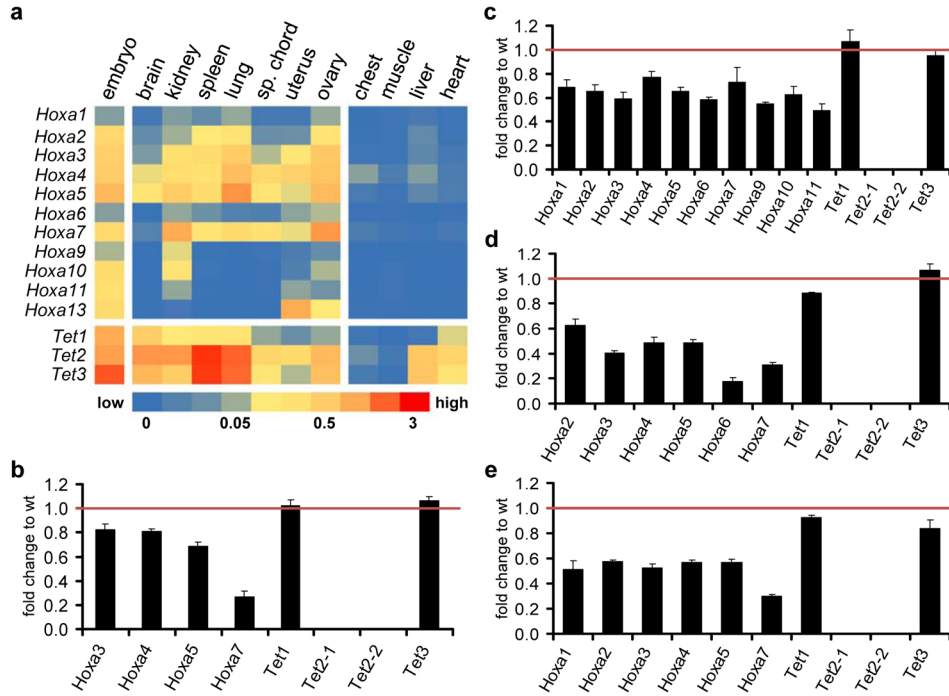 a
embryo
brain
kidney
spleen
lung
sp. chord
uterus
ovary
chest
muscle
liver
heart
Hoxa1
Hoxa2
Hoxa3
Hoxa4
Hoxa5
Hoxa6
Hoxa7
Hoxa9
Hoxa10
Hoxa11
Hoxa13
Tet1
Tet2
Tet3
low
high
0 0.05 0.5 3
b
fold change to wt
1.2
1.0
0.8
0.6
0.4
0.2
0.0
Hoxa3
Hoxa4
Hoxa5
Hoxa7
Tet1
Tet2-1
Tet2-2
Tet3
c
fold change to wt
1.2
1.0
0.8
0.6
0.4
0.2
0.0
Hoxa1
Hoxa2
Hoxa3
Hoxa4
Hoxa5
Hoxa6
Hoxa7
Hoxa9
Hoxa10
Hoxa11
Tet1
Tet2-1
Tet2-2
Tet3
d
fold change to wt
1.2
1.0
0.8
0.6
0.4
0.2
0.0
Hoxa2
Hoxa3
Hoxa4
Hoxa5
Hoxa6
Hoxa7
Tet1
Tet2-1
Tet2-2
Tet3
e
fold change to wt
1.2
1.0
0.8
0.6
0.4
0.2
0.0
Hoxa1
Hoxa2
Hoxa3
Hoxa4
Hoxa5
Hoxa7
Tet1
Tet2-1
Tet2-2
Tet3